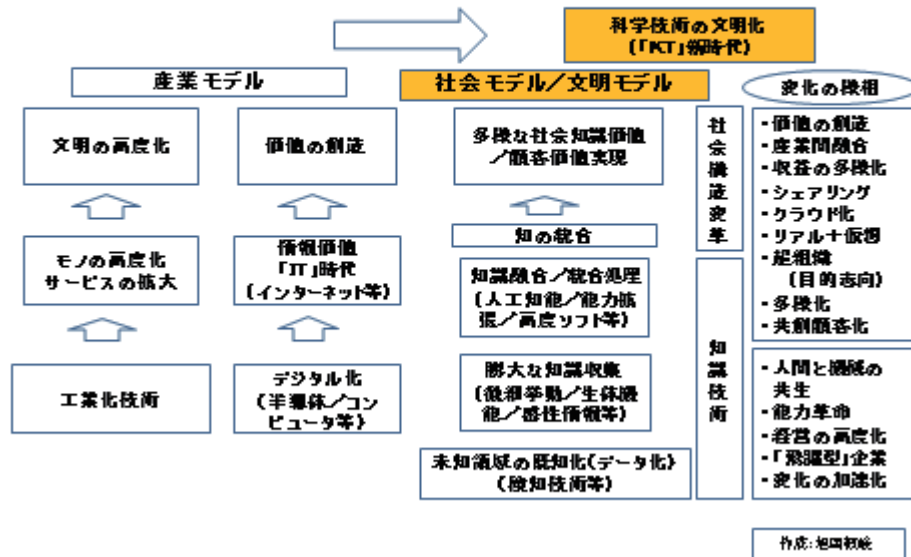 科学技術の文明化
(「KT」新時代)
産業モデル
社会モデル/文明モデル
変化の様相
文明の高度化
価値の創造
多様な社会知識価値
/顧客価値実現
社会構造変革
・価値の創造
・産業間融合
・収益の多様化
・シェアリング
・クラウド化
・リアル+仮想
・超組織
(目的志向)
・多様化
・共創顧客化
モノの高度化
サービスの拡大
情報価値
「IT」時代
(インターネット等)
知の統合
知識融合/統合処理
(人工知能/能力拡
張/高度ソフト等)
工業化技術
デジタル化
(半導体/コン
ピュータ等)
膨大な知識収集
(微細挙動/生体機
能/感性情報等)
未知領域の既知化(データ化)
(検知技術等)
知識技術
・人間と機械の
共生
・能力革命
・経営の高度化
・「飛躍型」企業
・変化の加速化
作成: